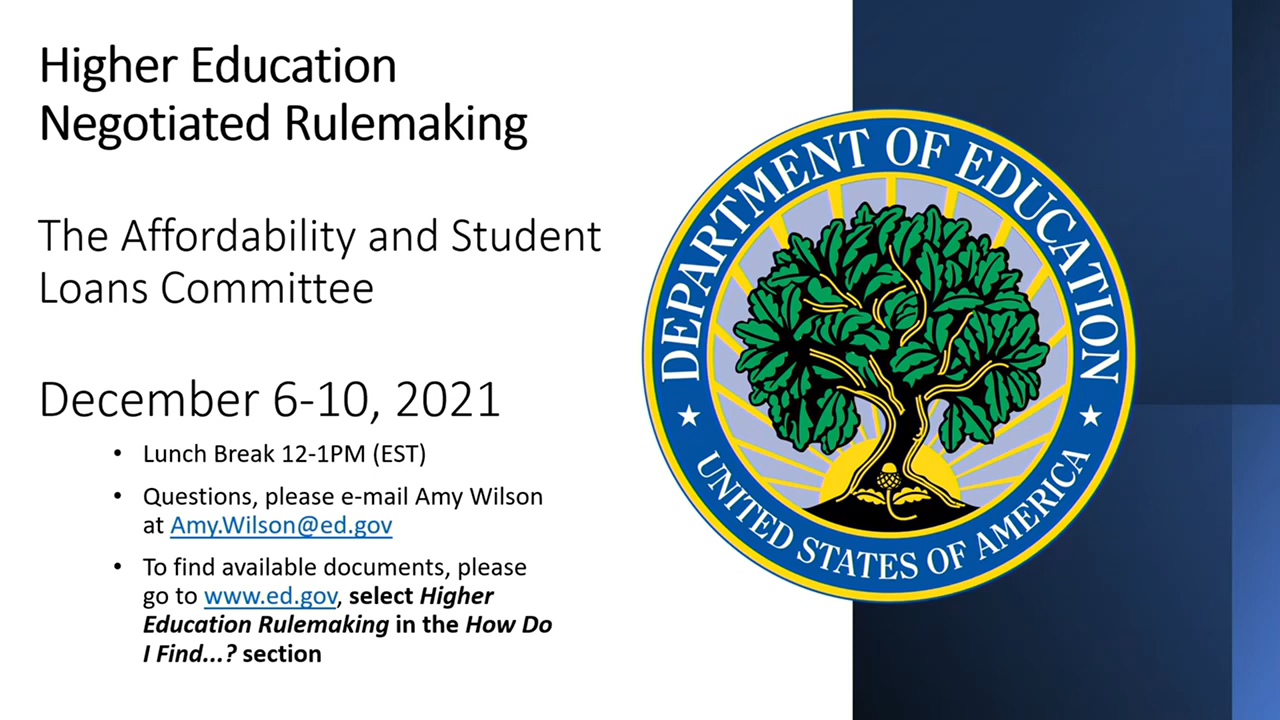 Higher Education
Negotiated Rulemaking
The Affordability and Student
Loans Committee
December 6-10, 2021
• Lunch Break 12-1PM (EST)
• Questions, please e-mail Amy Wilson
at Amy.Wilson@ed.gov
• To find available documents, please
go to www.ed.gov, select Higher
Education Rulemaking in the How Do
I Find...? section
DEPARTMENT OF EDUCATION
UNITED STATES OF AMERICA